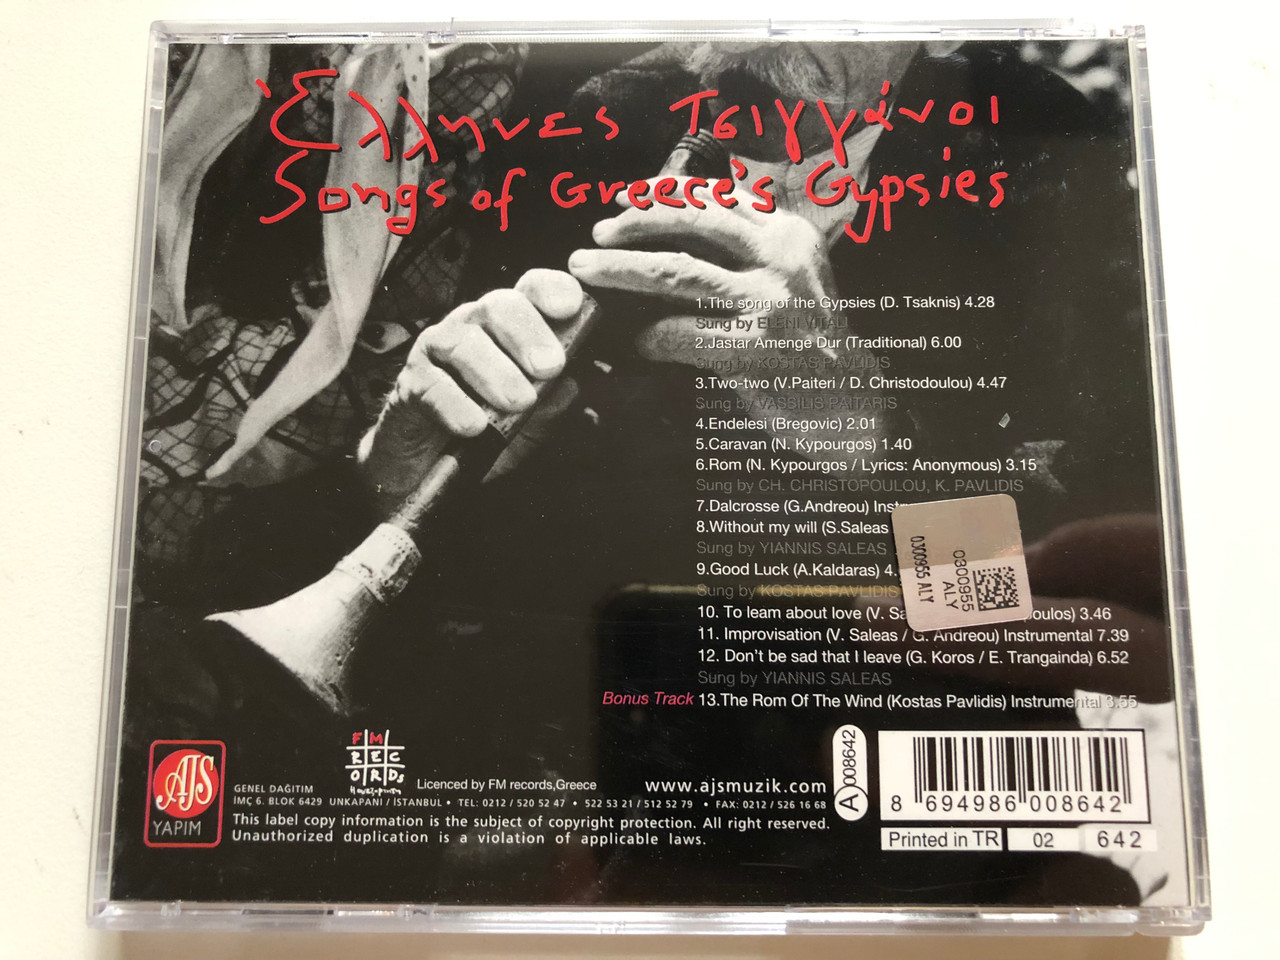 Έλληνες Τσιγγάνοι
Songs of Greece's Gypsies
1.The song of the Gypsies (D. Tsaknis) 4.28
Sung by ELENI VITALI
2.Jastar Amenge Dur (Traditional) 6.00
Sung by KOSTAS PAVLIDIS
3.Two-two (V.Paiteri / D. Christodoulou) 4.47
Sung by VASSILIS PAITARIS
4.Endelesi (Bregovic) 2.01
5.Caravan (N. Kypourgos) 1.40
6.Rom (N. Kypourgos / Lyrics: Anonymous) 3.15
Sung by CH. CHRISTOPOULOU, K. PAVLIDIS
7.Dalcrosse (G.Andreou)
8.Without my will (S.Saleas
Sung by YIANNIS SALEAS
9.Good Luck (A.Kaldaras) 4.
Sung by KOSTAS PAVLIDIS
10. To learn about love (V. 3.46
11. Improvisation (V. Saleas / G. Andreou) Instrumental 7.39
12. Don't be sad that I leave (G. Koros / E. Trangainda) 6.52
Sung by YIANNIS SALEAS
Bonus Track 13.The Rom Of The Wind (Kostas Pavlidis) Instrumental 3.55
0300955 ALY
0300955
ALY
AJS
YAPIM
FM
REC
ORDs
GENEL DAĞITIM
Licenced by FM records,Greece
www.ajsmuzik.com
İMÇ 6. BLOK 6429 UNKAPANI / İSTANBUL • TEL: 0212 / 520 52 47 • 522 53 21 / 512 52 79 • FAX: 0212 / 526 16 68
This label copy information is the subject of copyright protection. All right reserved.
Unauthorized duplication is a violation of applicable laws.
A 008642
8 694986 008642
Printed in TR 02 642